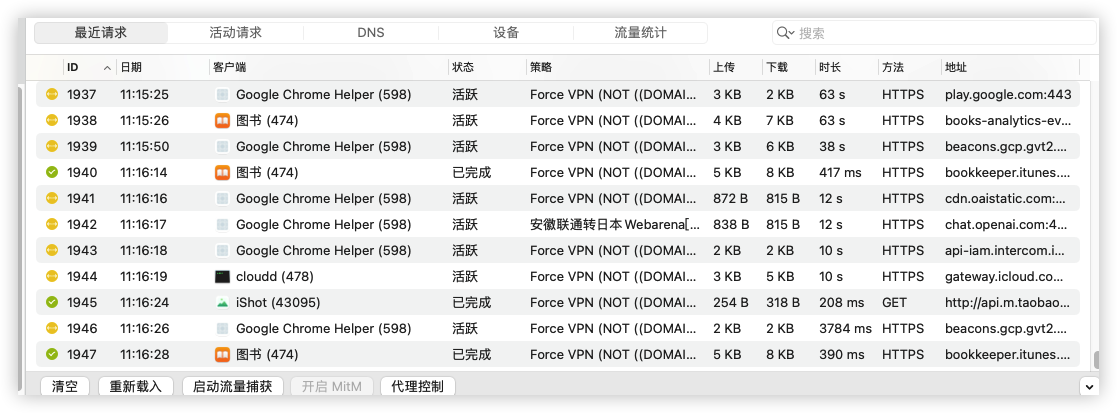 最近请求 活动请求 DNS 设备 流量统计 搜索
ID 日期 客户端 状态 策略 上传 下载 时长 方法 地址
1937 11:15:25 Google Chrome Helper (598) 活跃 Force VPN (NOT ((DOMAI... 3 KB 2 KB 63 s HTTPS play.google.com:443
1938 11:15:26 图书 (474) 活跃 Force VPN (NOT ((DOMAI... 4 KB 7 KB 63 s HTTPS books-analytics-ev...
1939 11:15:50 Google Chrome Helper (598) 活跃 Force VPN (NOT ((DOMAI... 3 KB 6 KB 38 s HTTPS beacons.gcp.gvt2....
1940 11:16:14 图书 (474) 已完成 Force VPN (NOT ((DOMAI... 5 KB 8 KB 417 ms HTTPS bookkeeper.itunes....
1941 11:16:16 Google Chrome Helper (598) 活跃 Force VPN (NOT ((DOMAI... 872 B 815 B 12 s HTTPS cdn.oaistatic.com:...
1942 11:16:17 Google Chrome Helper (598) 活跃 安徽联通转日本 Webarena[... 838 B 815 B 12 s HTTPS chat.openai.com:4...
1943 11:16:18 Google Chrome Helper (598) 活跃 Force VPN (NOT ((DOMAI... 2 KB 2 KB 10 s HTTPS api-iam.intercom.i...
1944 11:16:19 cloudd (478) 活跃 Force VPN (NOT ((DOMAI... 3 KB 5 KB 10 s HTTPS gateway.icloud.co...
1945 11:16:24 iShot (43095) 已完成 Force VPN (NOT ((DOMAI... 254 B 318 B 208 ms GET http://api.m.taobao...
1946 11:16:26 Google Chrome Helper (598) 活跃 Force VPN (NOT ((DOMAI... 2 KB 2 KB 3784 ms HTTPS beacons.gcp.gvt2....
1947 11:16:28 图书 (474) 已完成 Force VPN (NOT ((DOMAI... 5 KB 8 KB 390 ms HTTPS bookkeeper.itunes....
清空 重新载入 启动流量捕获 开启 MitM 代理控制